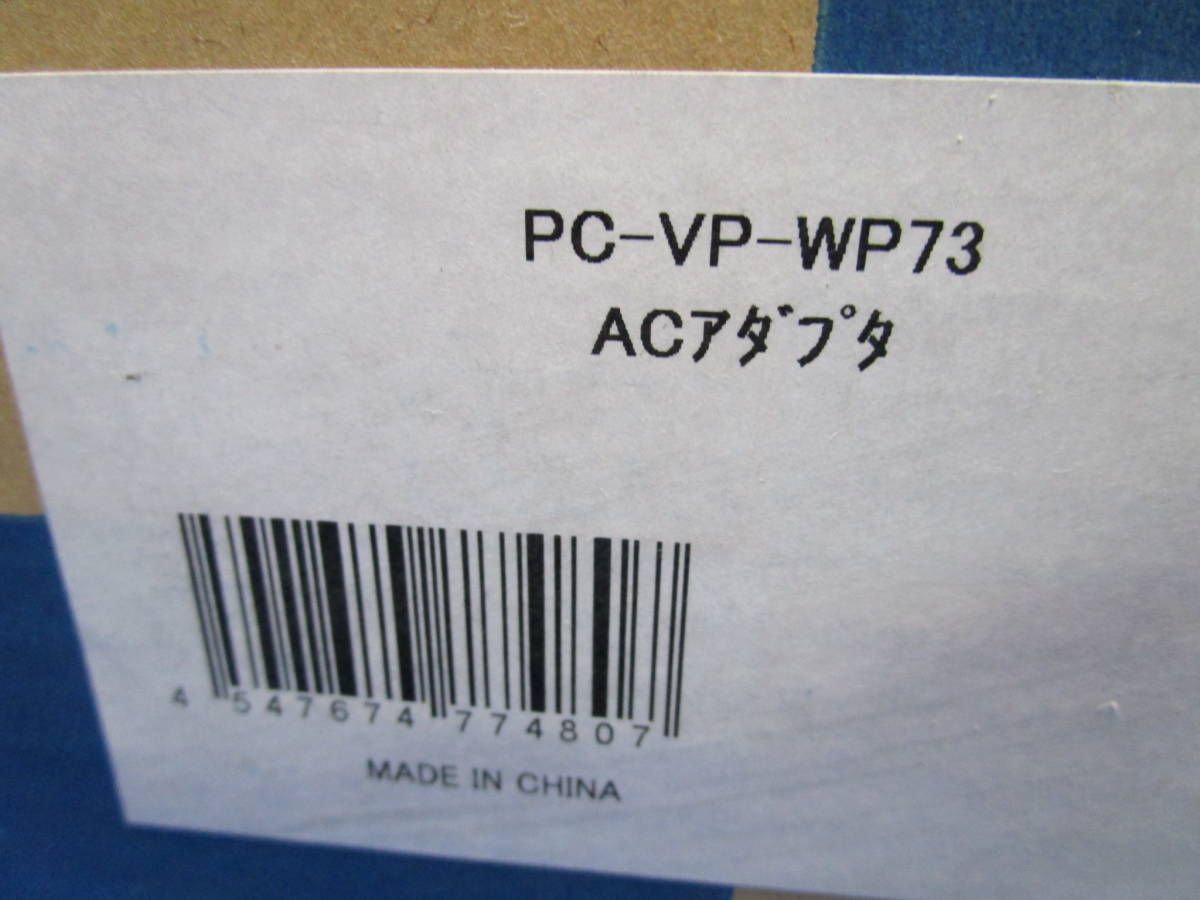 PC-VP-WP73
ACアダプタ
4 547674 774807
MADE IN CHINA